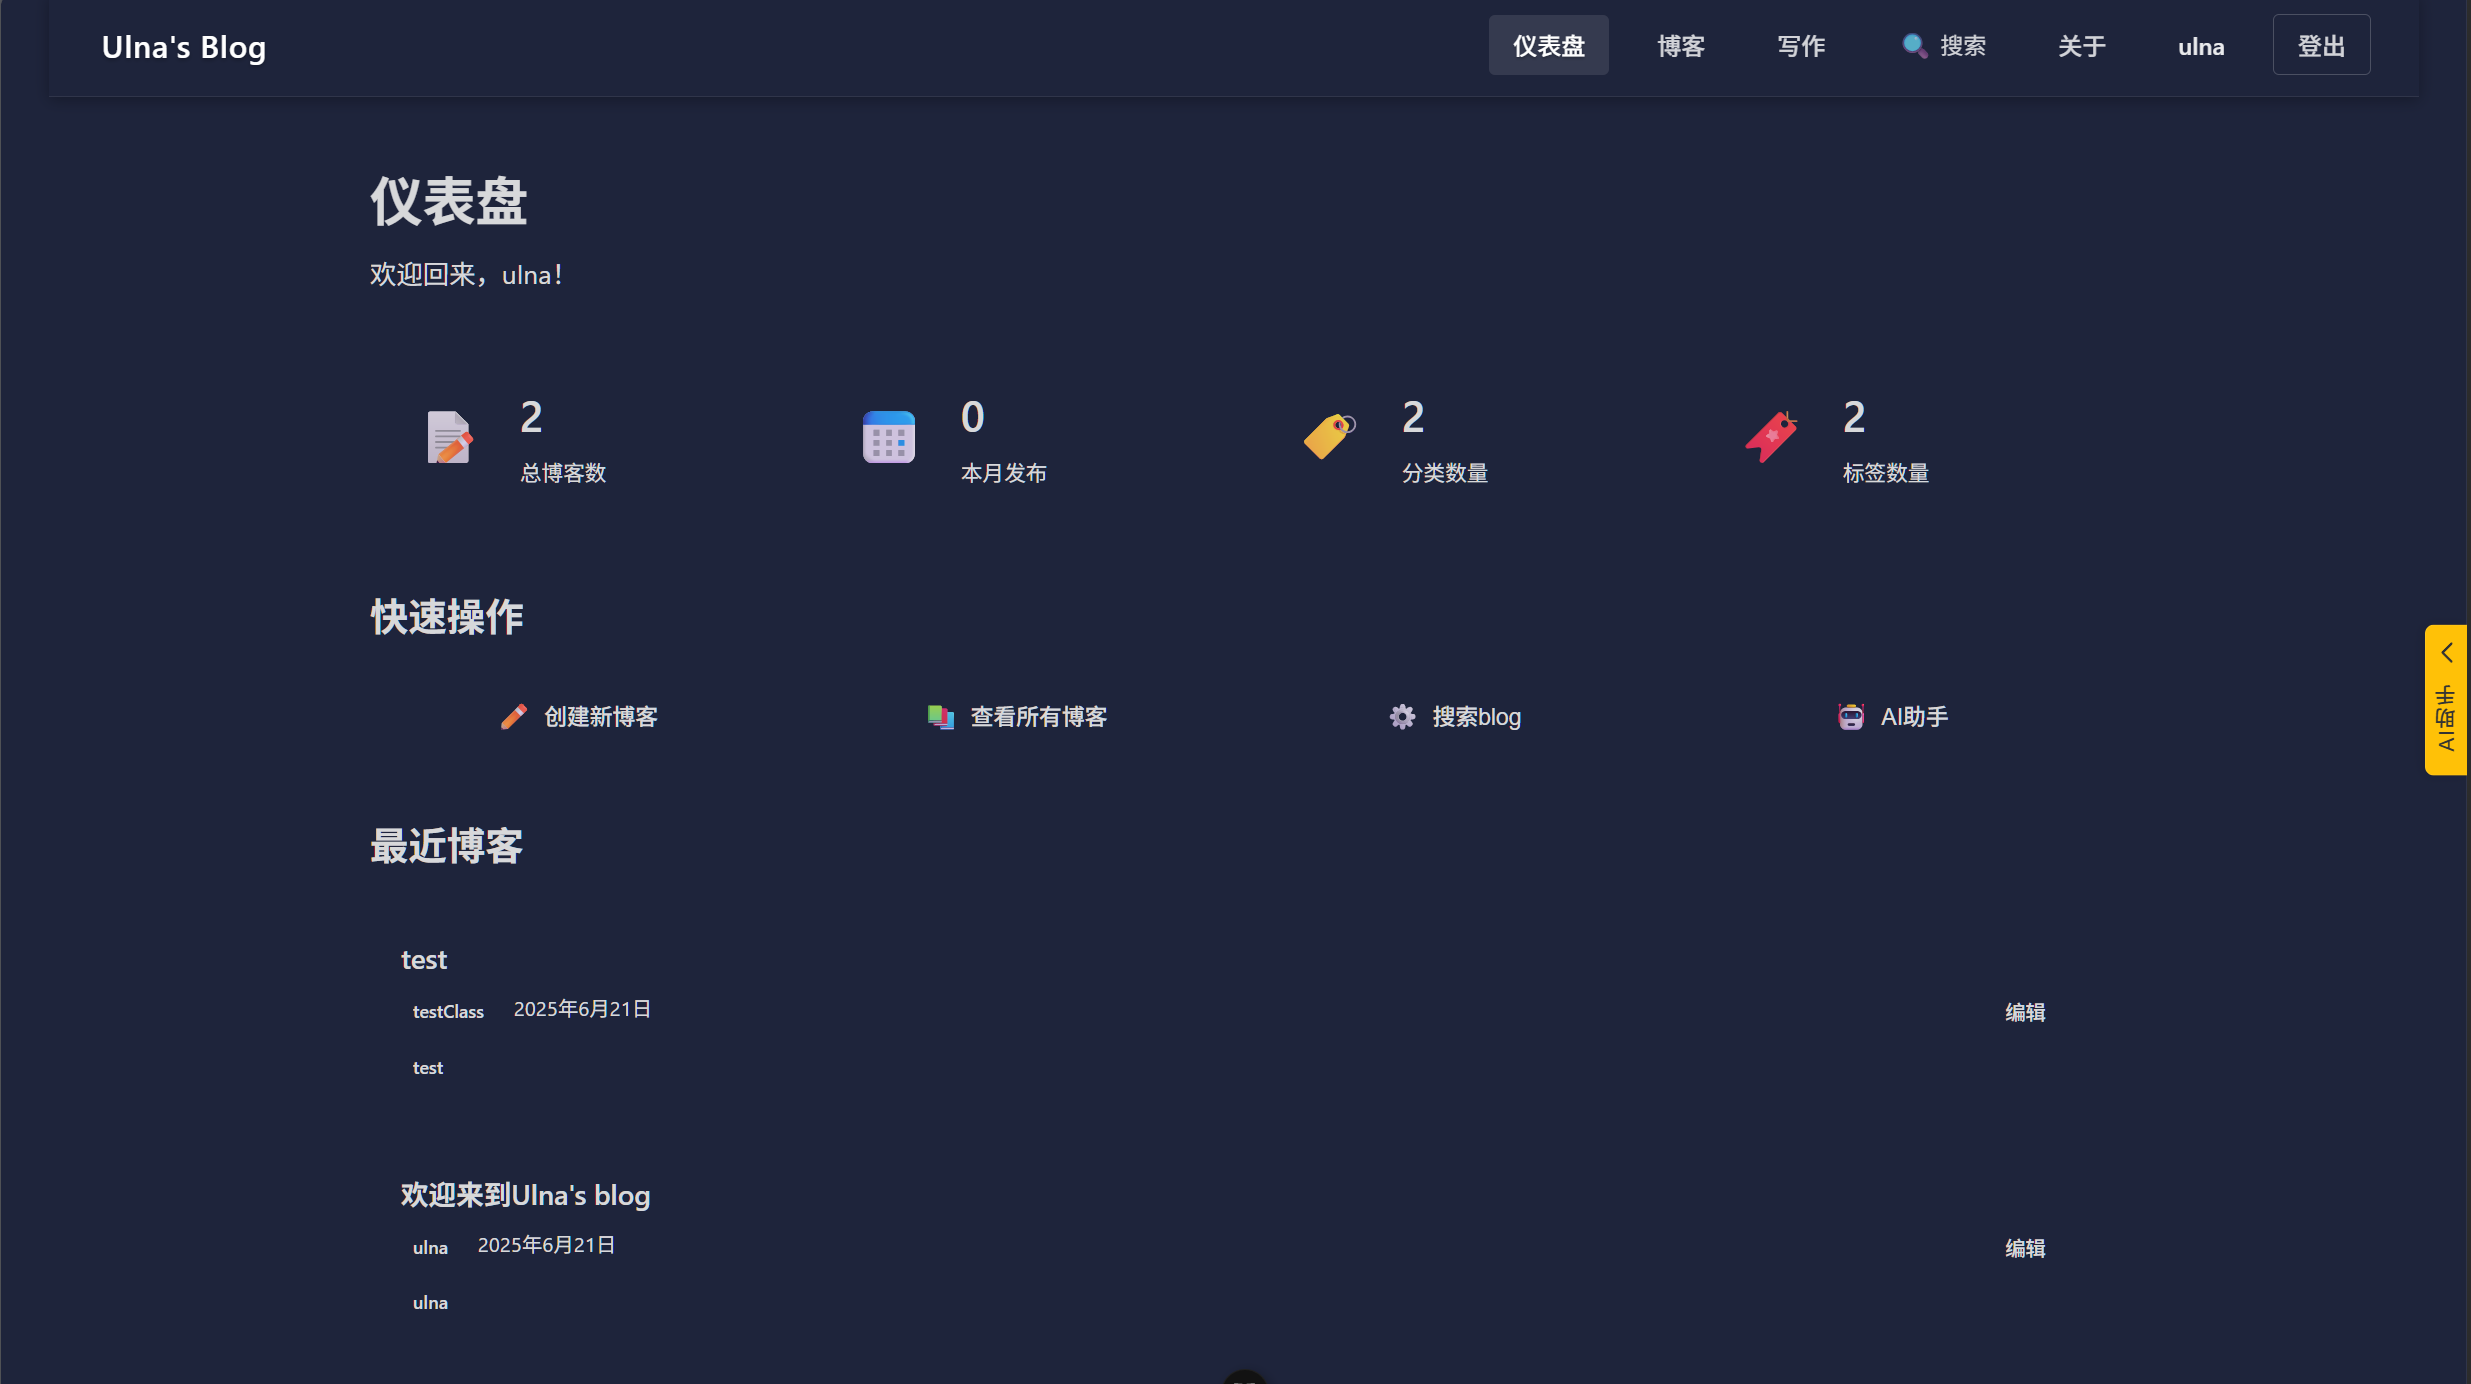 Ulna's Blog
仪表盘 博客 写作 搜索 关于 ulna 登出
仪表盘
欢迎回来，ulna！
2 0 2 2
总博客数 本月发布 分类数量 标签数量
快速操作
创建新博客 查看所有博客 搜索blog AI助手
AI助手
最近博客
test
testClass 2025年6月21日 编辑
test
欢迎来到Ulna's blog
ulna 2025年6月21日 编辑
ulna